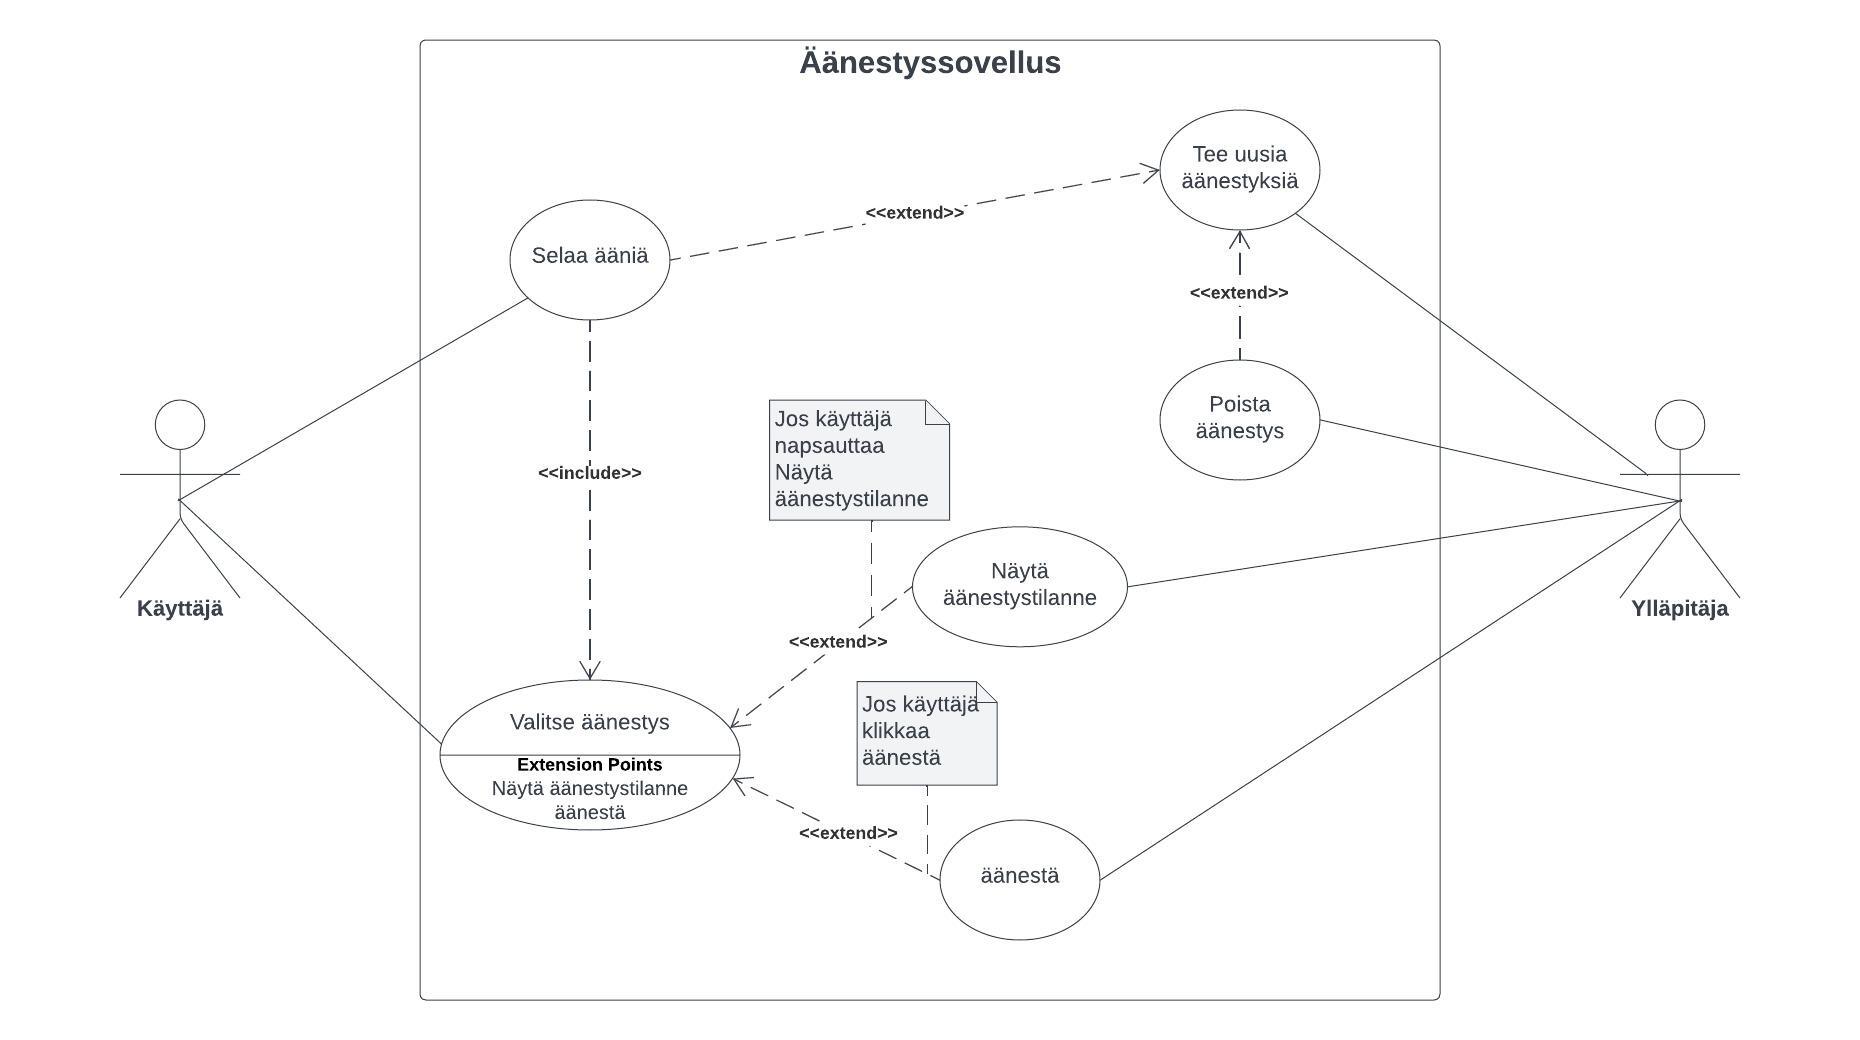 Äänestyssovellus
Tee uusia
äänestyksiä
<<extend>>
Selaa ääniä
<<extend>>
Poista
äänestys
Jos käyttäjä
napsauttaa
Näytä
äänestystilanne
<<include>>
Näytä
äänestystilanne
Käyttäjä
Ylläpitäja
<<extend>>
Jos käyttäjä
klikkaa
äänestä
Valitse äänestys
Extension Points
Näytä äänestystilanne
äänestä
<<extend>>
äänestä